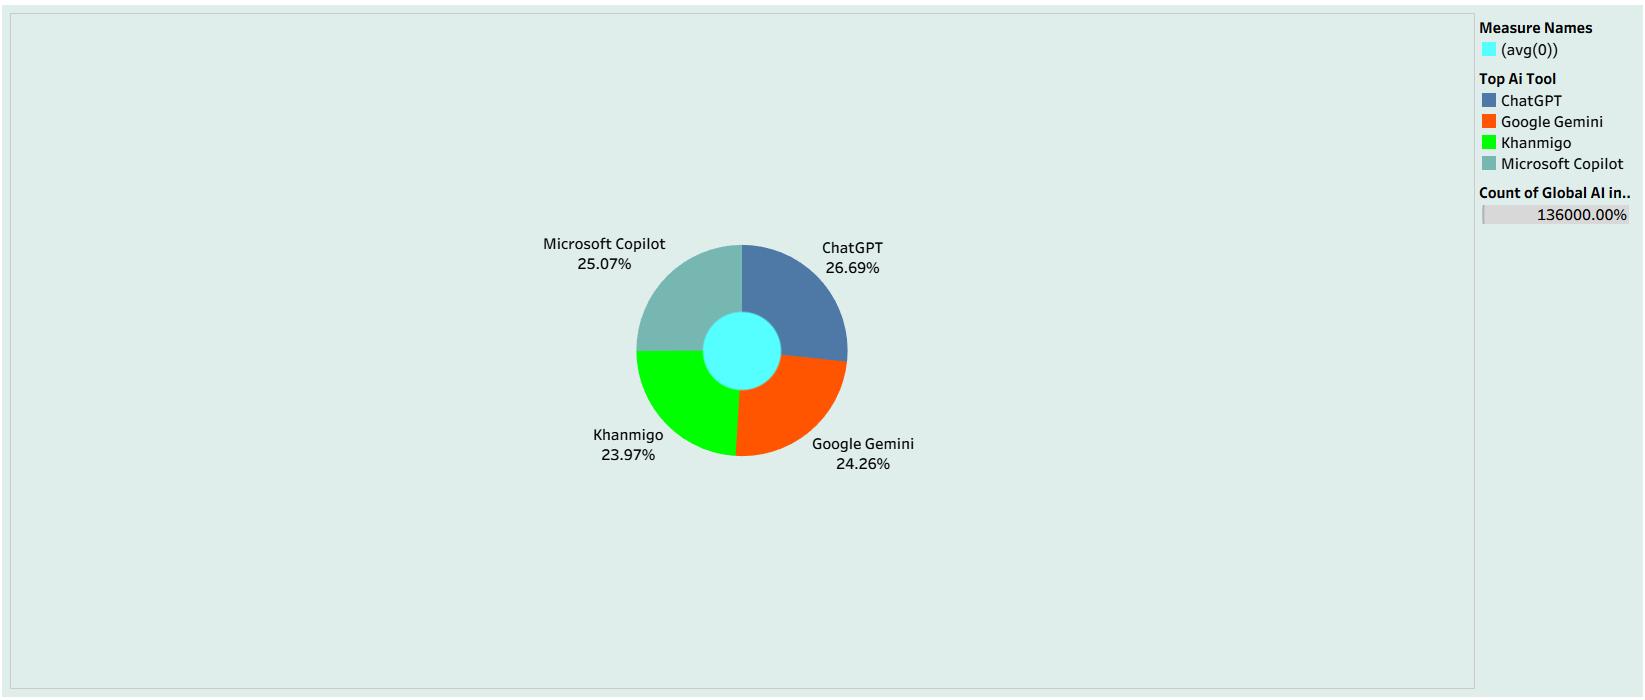 Microsoft Copilot
25.07%
ChatGPT
26.69%
Khanmigo
23.97%
Google Gemini
24.26%
Measure Names
(avg(0))
Top Ai Tool
ChatGPT
Google Gemini
Khanmigo
Microsoft Copilot
Count of Global AI in..
136000.00%